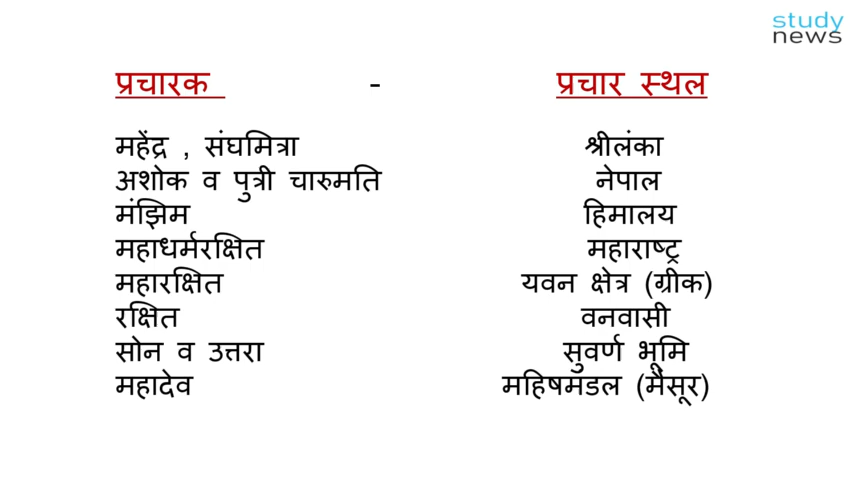 study
news
प्रचारक - प्रचार स्थल
महेंद्र , संघमित्रा श्रीलंका
अशोक व पुत्री चारुमति नेपाल
मंझिम हिमालय
महाधर्मरक्षित महाराष्ट्र
महारक्षित यवन क्षेत्र (ग्रीक)
रक्षित वनवासी
सोन व उत्तरा सुवर्ण भूमि
महादेव महिषमंडल (मैसूर)